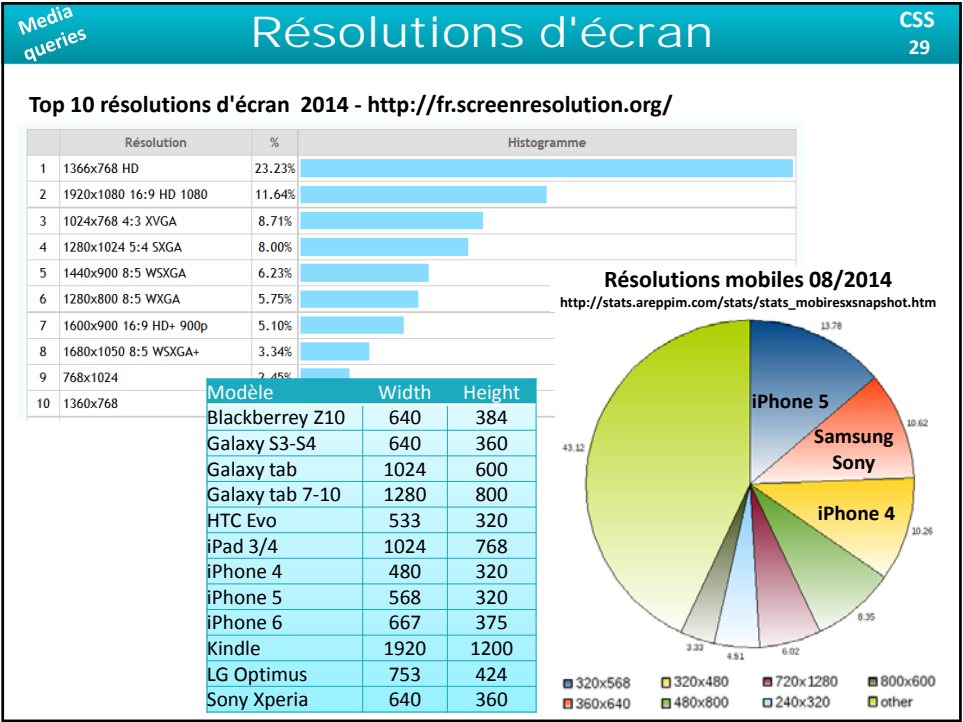 Media
queries
Résolutions d'écran
CSS
29
Top 10 résolutions d'écran 2014 - http://fr.screenresolution.org/
Résolution % Histogramme
1 1366x768 HD 23.23%
2 1920x1080 16:9 HD 1080 11.64%
3 1024x768 4:3 XVGA 8.71%
4 1280x1024 5:4 SXGA 8.00%
5 1440x900 8:5 WSXGA 6.23%
6 1280x800 8:5 WXGA 5.75%
7 1600x900 16:9 HD+ 900p 5.10%
8 1680x1050 8:5 WSXGA+ 3.34%
9 768x1024 2.45%
10 1360x768
Modèle Width Height
Blackberrey Z10 640 384
Galaxy S3-S4 640 360
Galaxy tab 1024 600
Galaxy tab 7-10 1280 800
HTC Evo 533 320
iPad 3/4 1024 768
iPhone 4 480 320
iPhone 5 568 320
iPhone 6 667 375
Kindle 1920 1200
LG Optimus 753 424
Sony Xperia 640 360
Résolutions mobiles 08/2014
http://stats.areppim.com/stats/stats_mobiresxsnapshot.htm
13.78
iPhone 5
10.62
Samsung
Sony
43.12
iPhone 4
10.26
8.35
6.02
4.51
3.33
320x568 320x480 720x1280 800x600
360x640 480x800 240x320 other